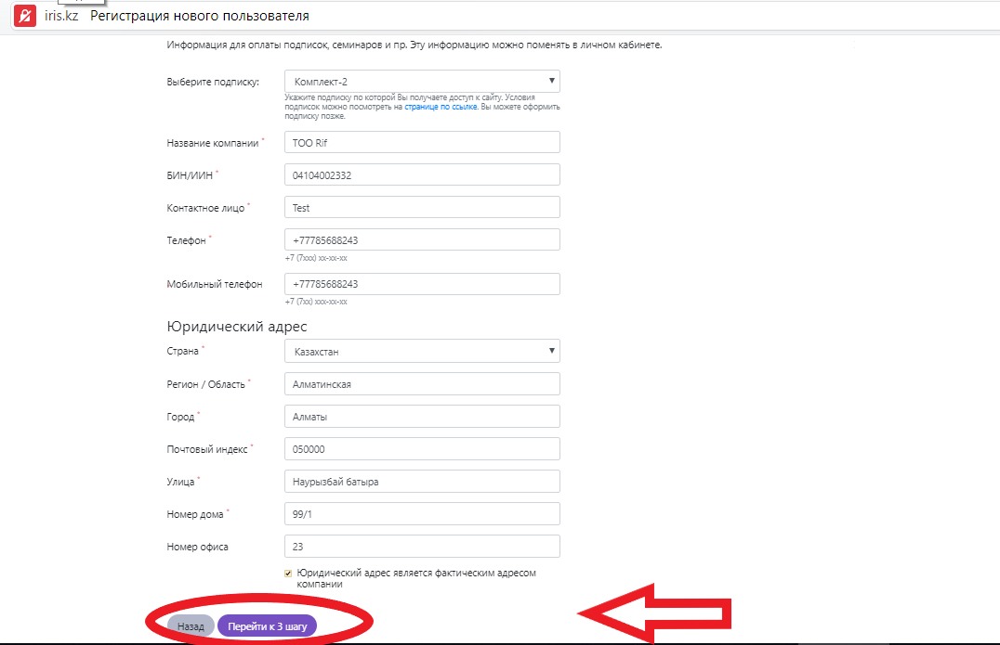 iris.kz Регистрация нового пользователя
Информация для оплаты подписок, семинаров и пр. Эту информацию можно поменять в личном кабинете.
Выберите подписку: Комплект-2
Укажите подписку по которой Вы получаете доступ к сайту. Условия
подписок можно посмотреть на странице по ссылке. Вы можете оформить
подписку позже.
Название компании * ТОО Rif
БИН/ИИН * 04104002332
Контактное лицо * Test
Телефон * +77785688243
+7 (7xxx) xx-xx-xx
Мобильный телефон +77785688243
+7 (7xx) xxx-xx-xx
Юридический адрес
Страна * Казахстан
Регион / Область * Алматинская
Город * Алматы
Почтовый индекс * 050000
Улица * Наурызбай батыра
Номер дома * 99/1
Номер офиса 23
Юридический адрес является фактическим адресом
компании
Назад Перейти к 3 шагу